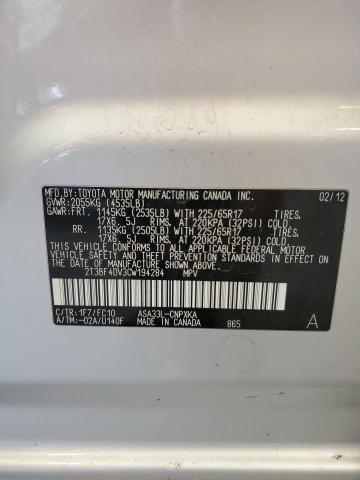 MFD.BY:TOYOTA MOTOR MANUFACTURING CANADA INC. 02/12
GVWR:2055KG (4535LB)
GAWR:FRT. 1145KG (2535LB) WITH 225/65R17 TIRES,
17X6.5J RIMS, AT 220KPA (32PSI) COLD
RR. 1135KG (2505LB) WITH 225/65R17 TIRES,
17X6.5J RIMS, AT 220KPA (32PSI) COLD
THIS VEHICLE CONFORMS TO ALL APPLICABLE FEDERAL MOTOR
VEHICLE SAFETY AND THEFT PREVENTION STANDARDS IN
EFFECT ON THE DATE OF MANUFACTURE SHOWN ABOVE.
2T3BF4DV3CW194284 MPV
C/TR:1F7/FC10 ASA33L-CNPXKA
A/TM:-02A/U140F MADE IN CANADA 865 A